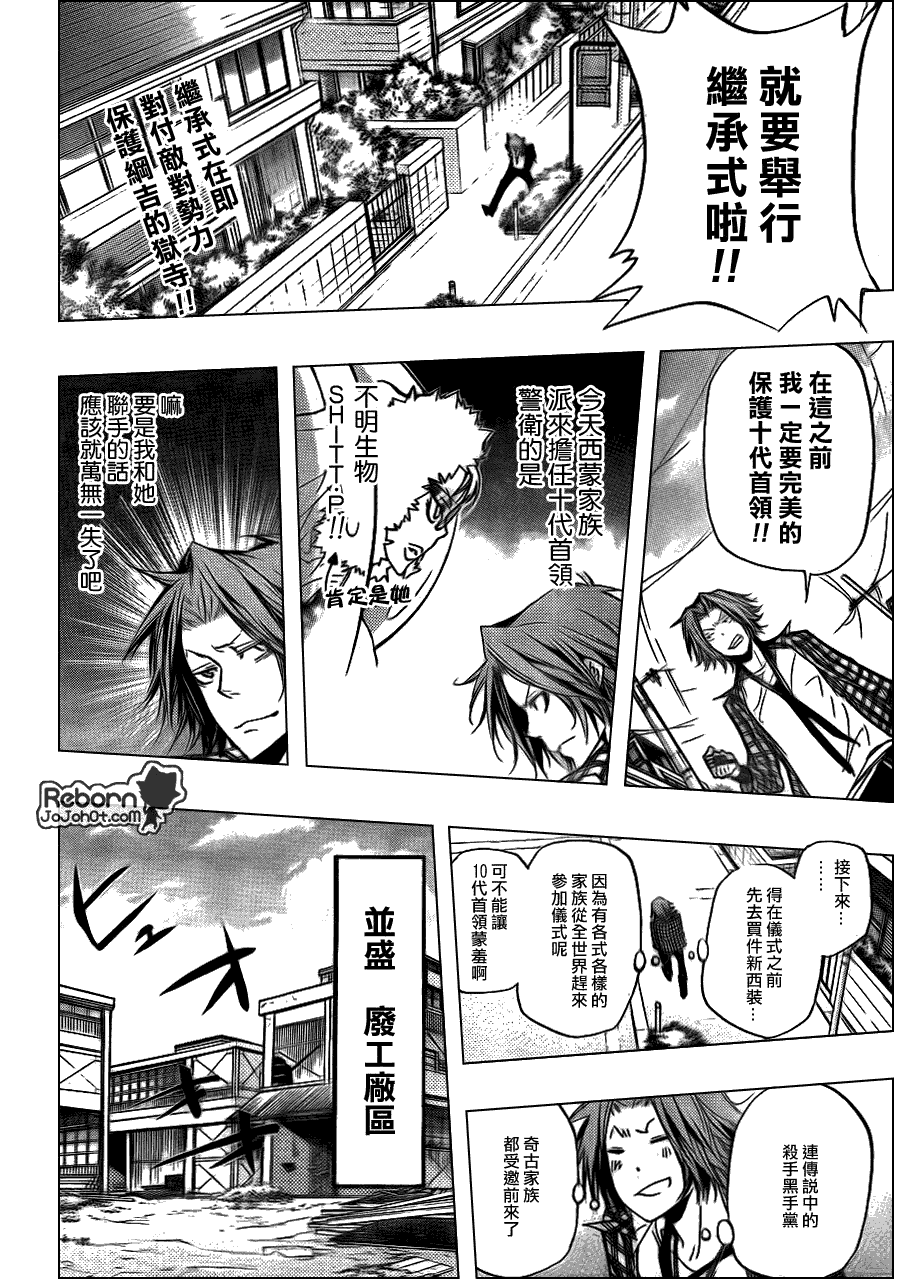 就要舉行
繼承式啦!!
繼承式在即
對付敵對勢力
保護綱吉的獄寺!!
在這之前
我一定要完美的
保護十代首領!!
今天西蒙家族
派來擔任十代首領
警衛的是
不明生物
SHITT·P!!
肯定是她
嘛
要是我和她
聯手的話
應該就萬無一失了吧
接下來…
……
得在儀式之前
先去買件新西裝…
因為有各式各樣的
家族從全世界趕來
參加儀式呢
可不能讓
10代首領蒙羞啊
連傳説中的
殺手黑手黨
奇古家族
都受邀前來了
Reborn
JoJohot.com
並盛 廢工廠區
ビュオオ